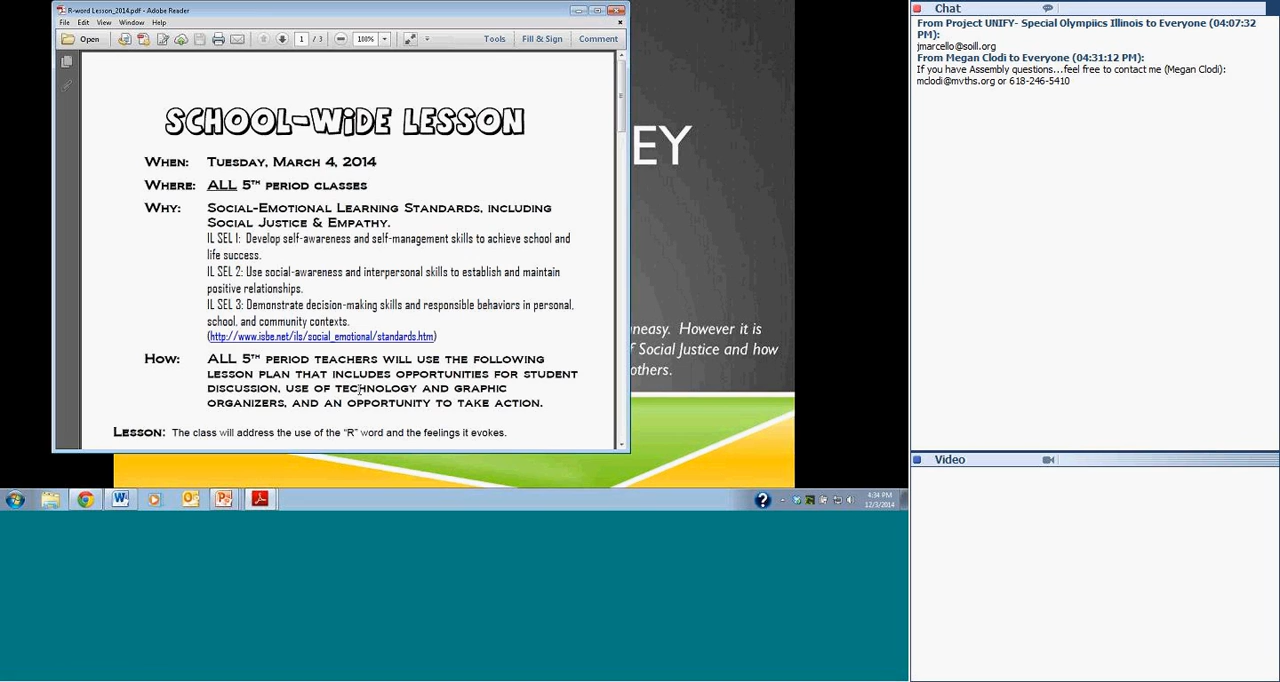 R-word Lesson_2014.pdf - Adobe Reader
File Edit View Window Help
Open 1 / 3 100% Tools Fill & Sign Comment
SCHOOL-WIDE LESSON
WHEN: TUESDAY, MARCH 4, 2014
WHERE: ALL 5TH PERIOD CLASSES
WHY: SOCIAL-EMOTIONAL LEARNING STANDARDS, INCLUDING
SOCIAL JUSTICE & EMPATHY.
IL SEL 1: Develop self-awareness and self-management skills to achieve school and
life success.
IL SEL 2: Use social-awareness and interpersonal skills to establish and maintain
positive relationships.
IL SEL 3: Demonstrate decision-making skills and responsible behaviors in personal,
school, and community contexts.
(http://www.isbe.net/ils/social_emotional/standards.htm)
HOW: ALL 5TH PERIOD TEACHERS WILL USE THE FOLLOWING
LESSON PLAN THAT INCLUDES OPPORTUNITIES FOR STUDENT
DISCUSSION, USE OF TECHNOLOGY AND GRAPHIC
ORGANIZERS, AND AN OPPORTUNITY TO TAKE ACTION.
LESSON: The class will address the use of the “R” word and the feelings it evokes.
EY
neasy. However it is
f Social Justice and how
others.
4:34 PM
12/3/2014
Chat
From Project UNIFY- Special Olympiics Illinois to Everyone (04:07:32
PM):
jmarcello@soill.org
From Megan Clodi to Everyone (04:31:12 PM):
If you have Assembly questions...feel free to contact me (Megan Clodi):
mclodi@mvths.org or 618-246-5410
Video